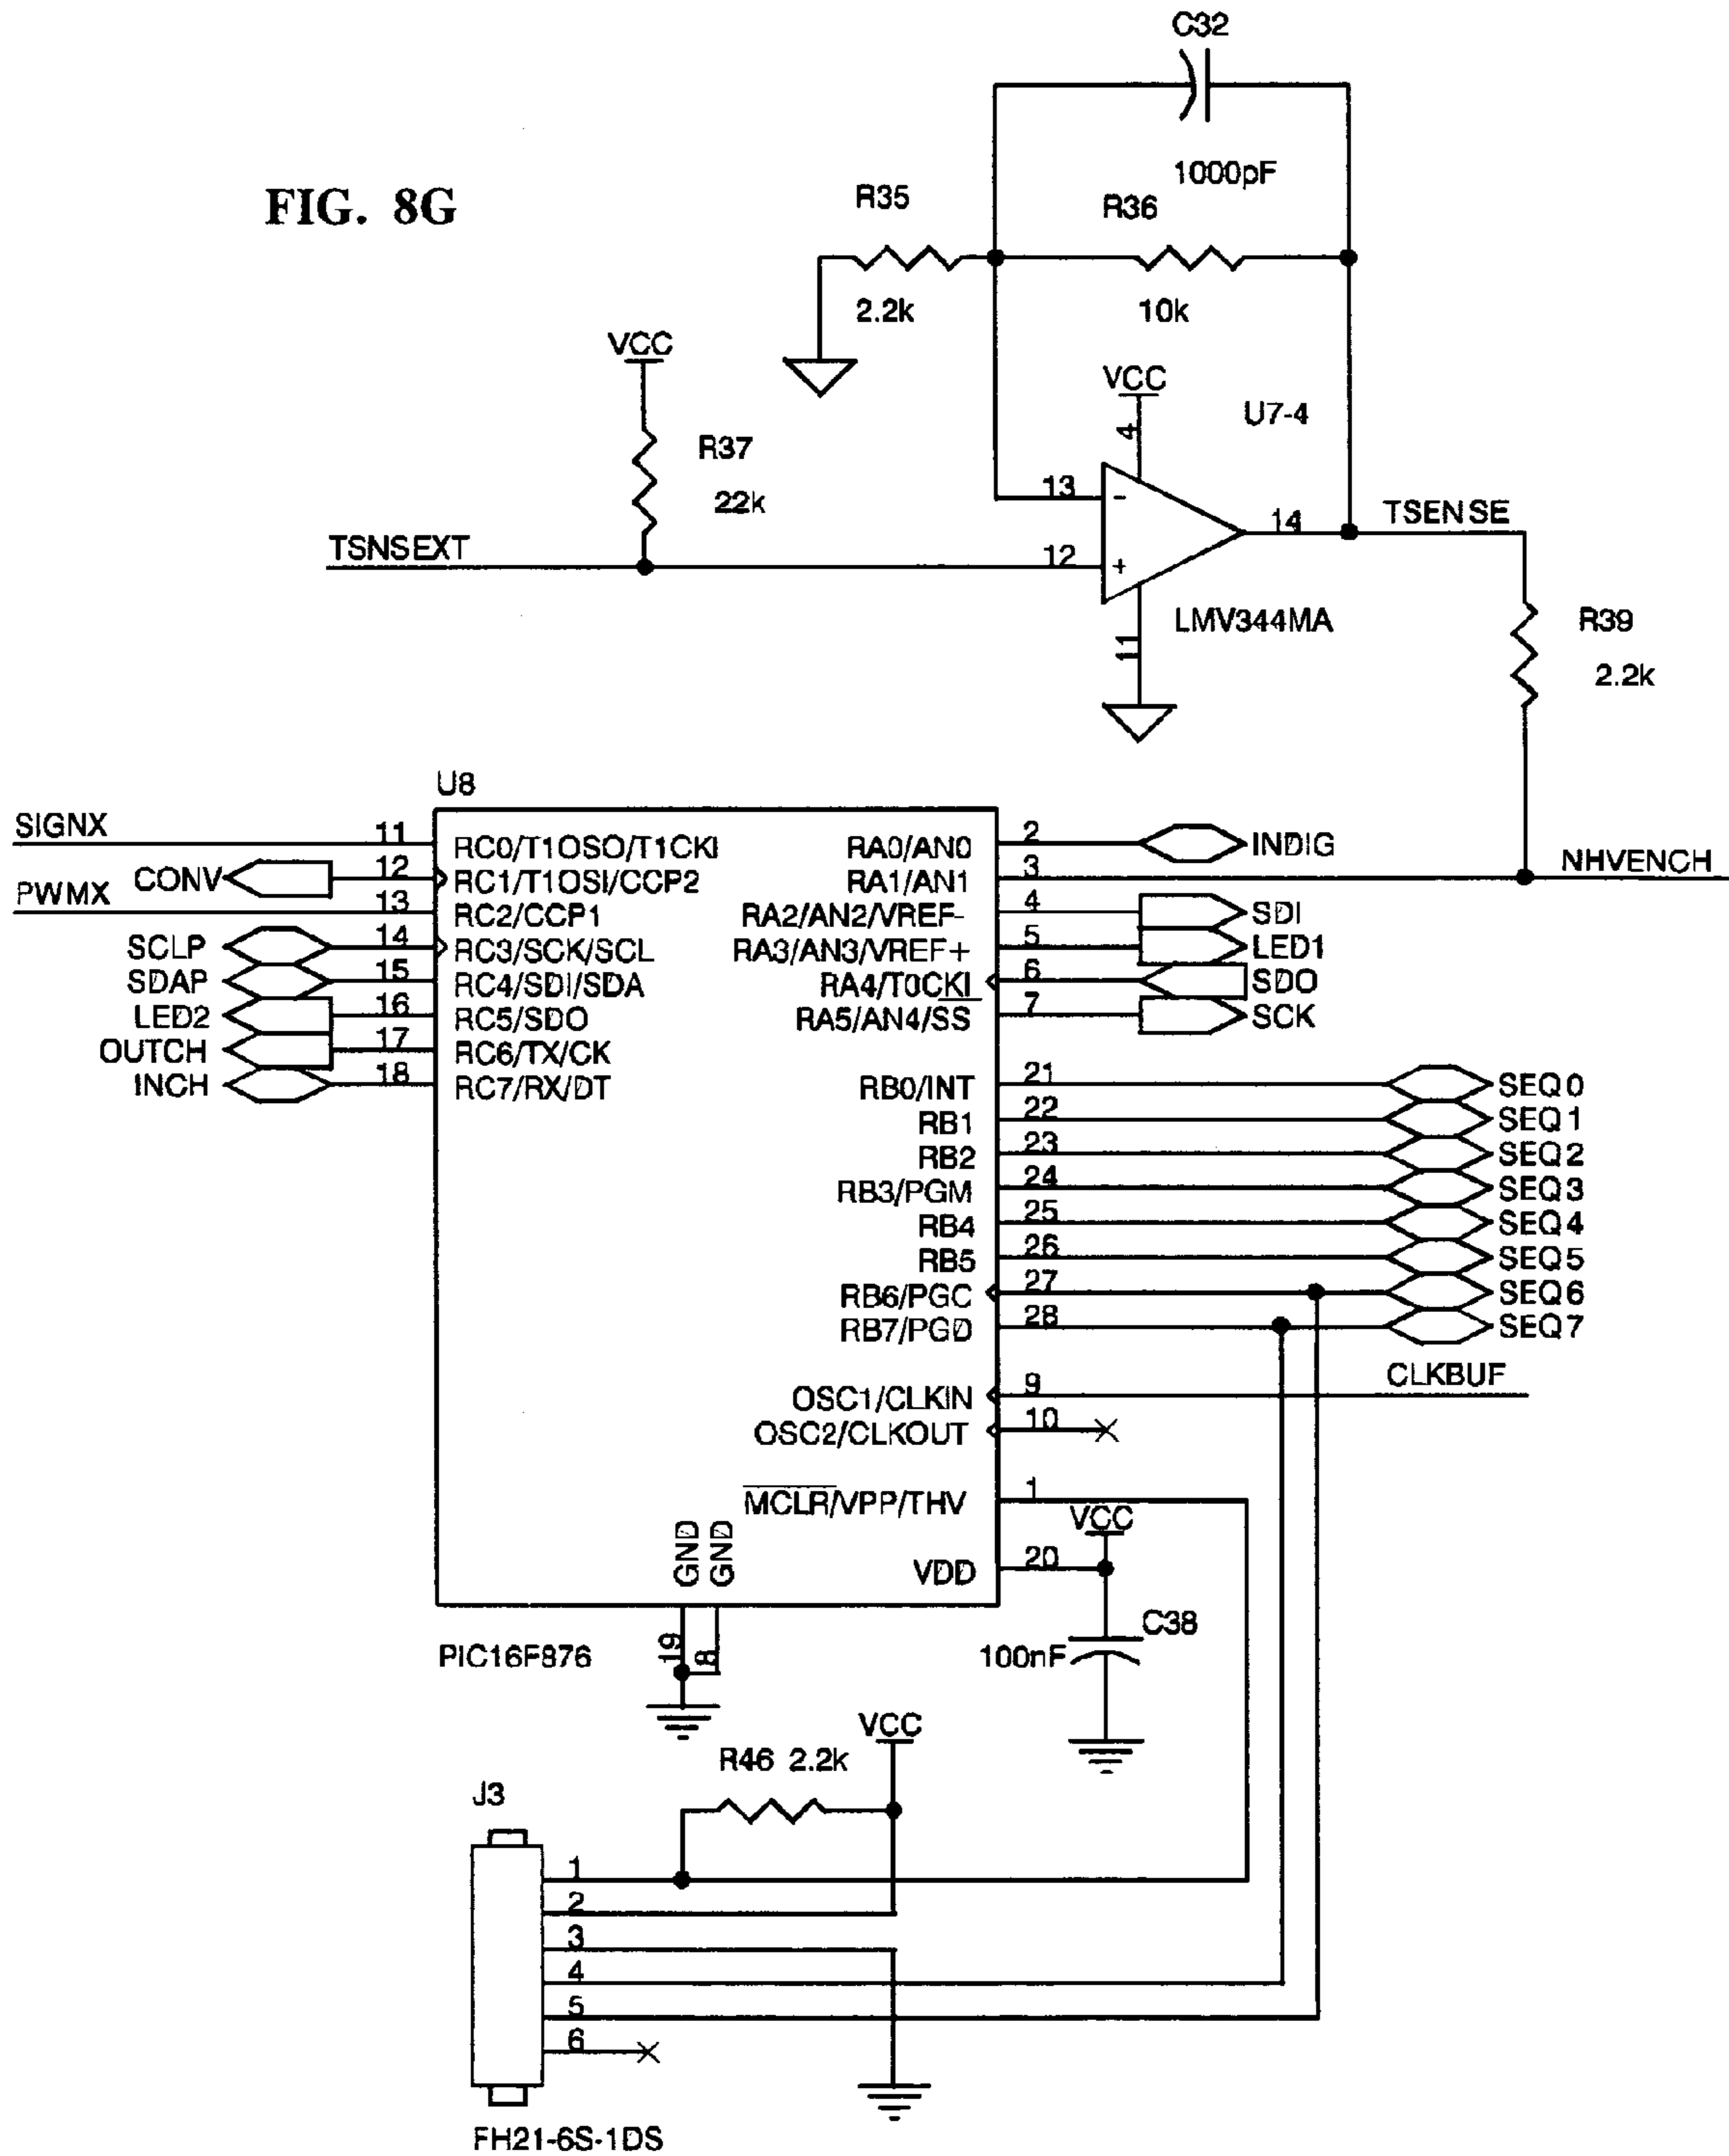 FIG. 8G
C32
1000pF
R35
2.2k
R36
10k
VCC
R37
22k
VCC
4
U7-4
13
-
TSNSEXT
12
+
14
TSENSE
LMV344MA
11
R39
2.2k
U8
SIGNX
11
RC0/T1OSO/T1CKI
RA0/AN0
2
INDIG
CONV
12
RC1/T1OSI/CCP2
RA1/AN1
3
NHVENCH
PWMX
13
RC2/CCP1
RA2/AN2/VREF-
4
SDI
SCLP
14
RC3/SCK/SCL
RA3/AN3/VREF+
5
LED1
SDAP
15
RC4/SDI/SDA
RA4/T0CKI
6
SDO
LED2
16
RC5/SDO
RA5/AN4/SS
7
SCK
OUTCH
17
RC6/TX/CK
INCH
18
RC7/RX/DT
RB0/INT
21
SEQ0
RB1
22
SEQ1
RB2
23
SEQ2
RB3/PGM
24
SEQ3
RB4
25
SEQ4
RB5
26
SEQ5
RB6/PGC
27
SEQ6
RB7/PGD
28
SEQ7
OSC1/CLKIN
9
CLKBUF
OSC2/CLKOUT
10
MCLR/VPP/THV
1
VCC
VDD
20
GND
GND
19
8
PIC16F876
C38
100nF
VCC
R46 2.2k
J3
1
2
3
4
5
6
FH21-6S-1DS